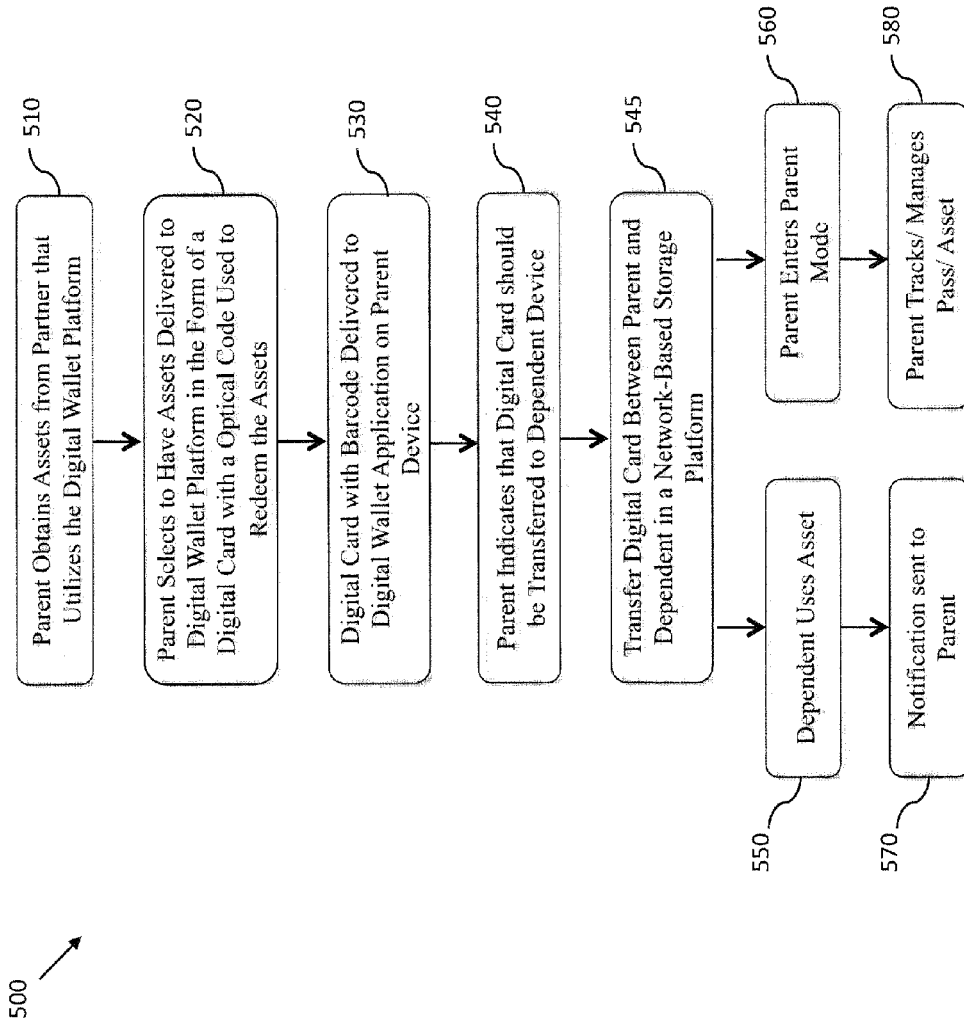 500
510
Parent Obtains Assets from Partner that
Utilizes the Digital Wallet Platform
520
Parent Selects to Have Assets Delivered to
Digital Wallet Platform in the Form of a
Digital Card with a Optical Code Used to
Redeem the Assets
530
Digital Card with Barcode Delivered to
Digital Wallet Application on Parent
Device
540
Parent Indicates that Digital Card should
be Transferred to Dependent Device
545
Transfer Digital Card Between Parent and
Dependent in a Network-Based Storage
Platform
550
Dependent Uses Asset
560
Parent Enters Parent
Mode
570
Notification sent to
Parent
580
Parent Tracks/ Manages
Pass/ Asset